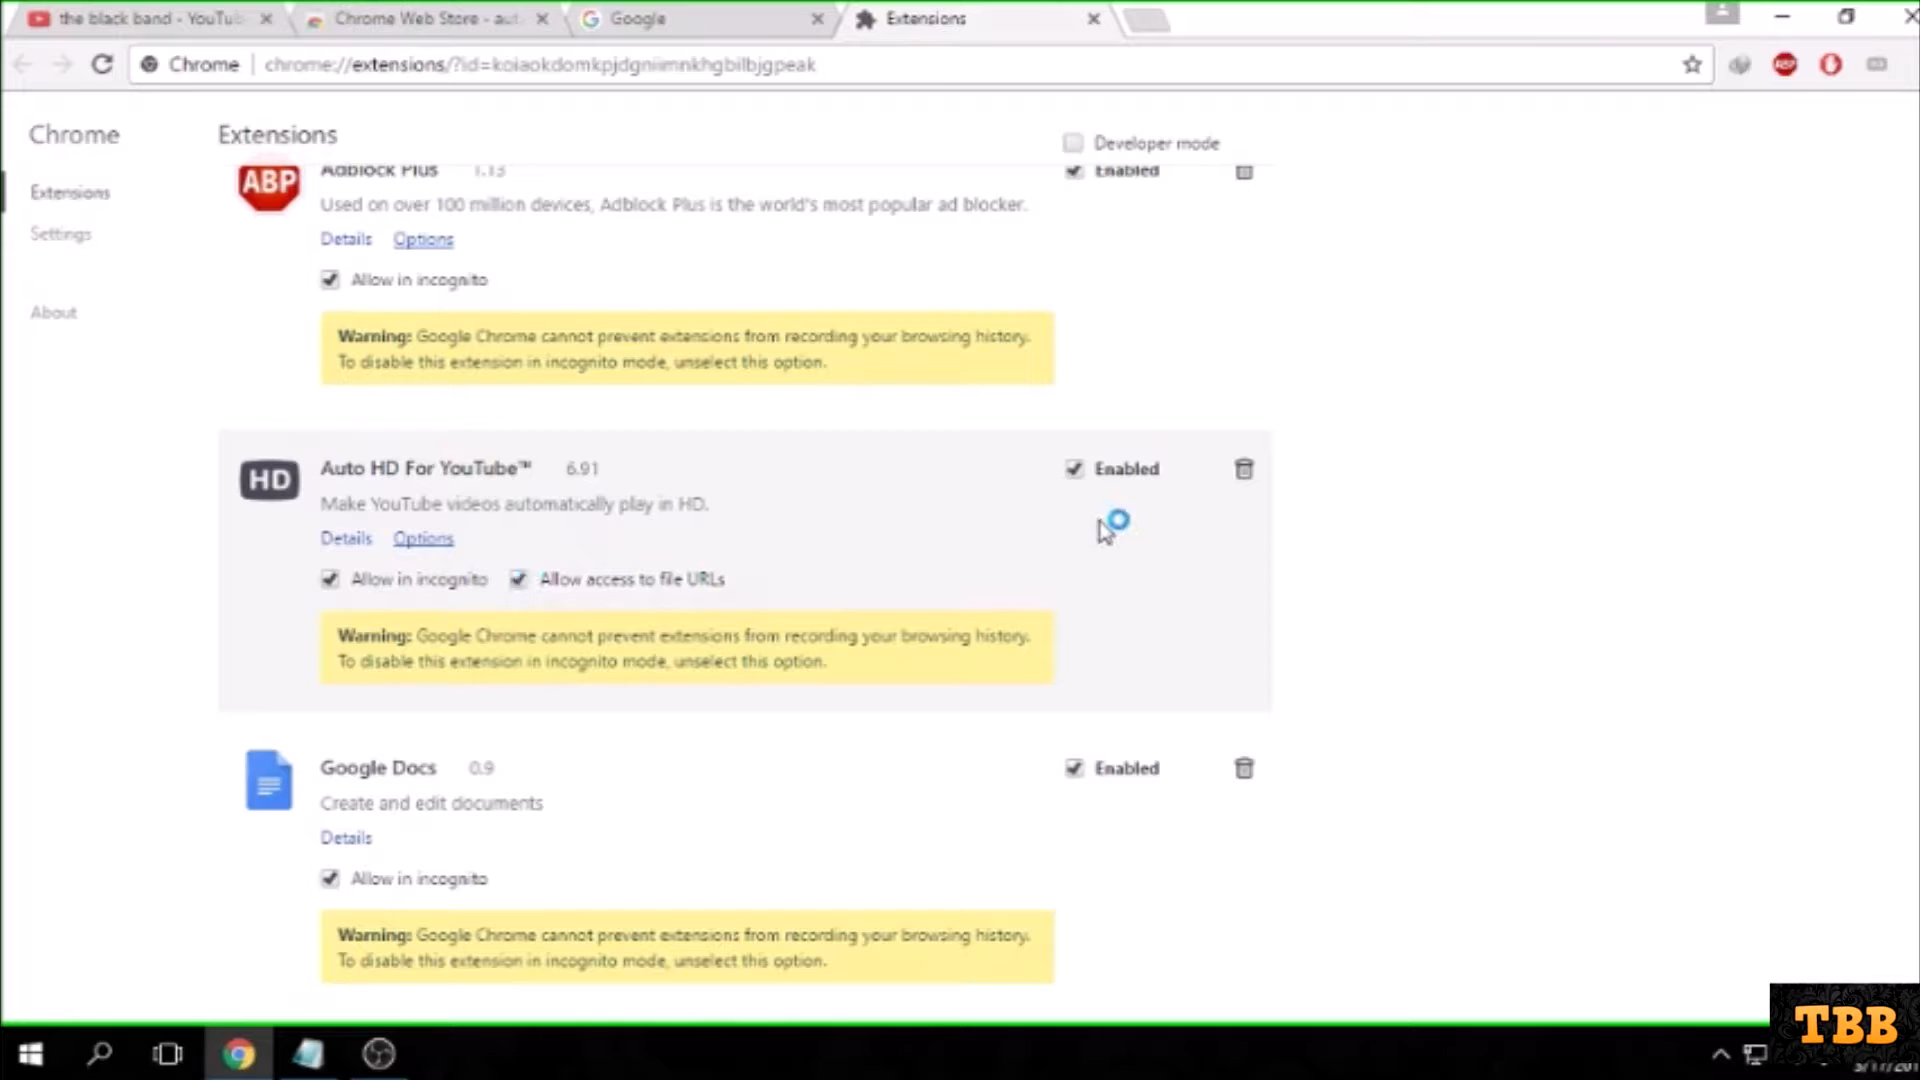 the black band - YouTub
Chrome Web Store - aut
Google
Extensions
Chrome
chrome://extensions/?id=koiaokdomkpjdgniimnkhgbilbjgpeak
ABP
Chrome
Extensions
Developer mode
Extensions
Settings
About
ABP
Adblock Plus 1.13
Enabled
Used on over 100 million devices, Adblock Plus is the world's most popular ad blocker.
Details Options
Allow in incognito
Warning: Google Chrome cannot prevent extensions from recording your browsing history.
To disable this extension in incognito mode, unselect this option.
HD
Auto HD For YouTube™ 6.91
Enabled
Make YouTube videos automatically play in HD.
Details Options
Allow in incognito Allow access to file URLs
Warning: Google Chrome cannot prevent extensions from recording your browsing history.
To disable this extension in incognito mode, unselect this option.
Google Docs 0.9
Enabled
Create and edit documents
Details
Allow in incognito
Warning: Google Chrome cannot prevent extensions from recording your browsing history.
To disable this extension in incognito mode, unselect this option.
TBB